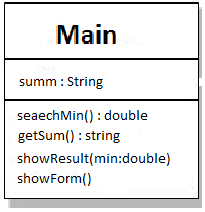 Main
summ : String
seaechMin() : double
getSum() : string
showResult(min:double)
showForm()